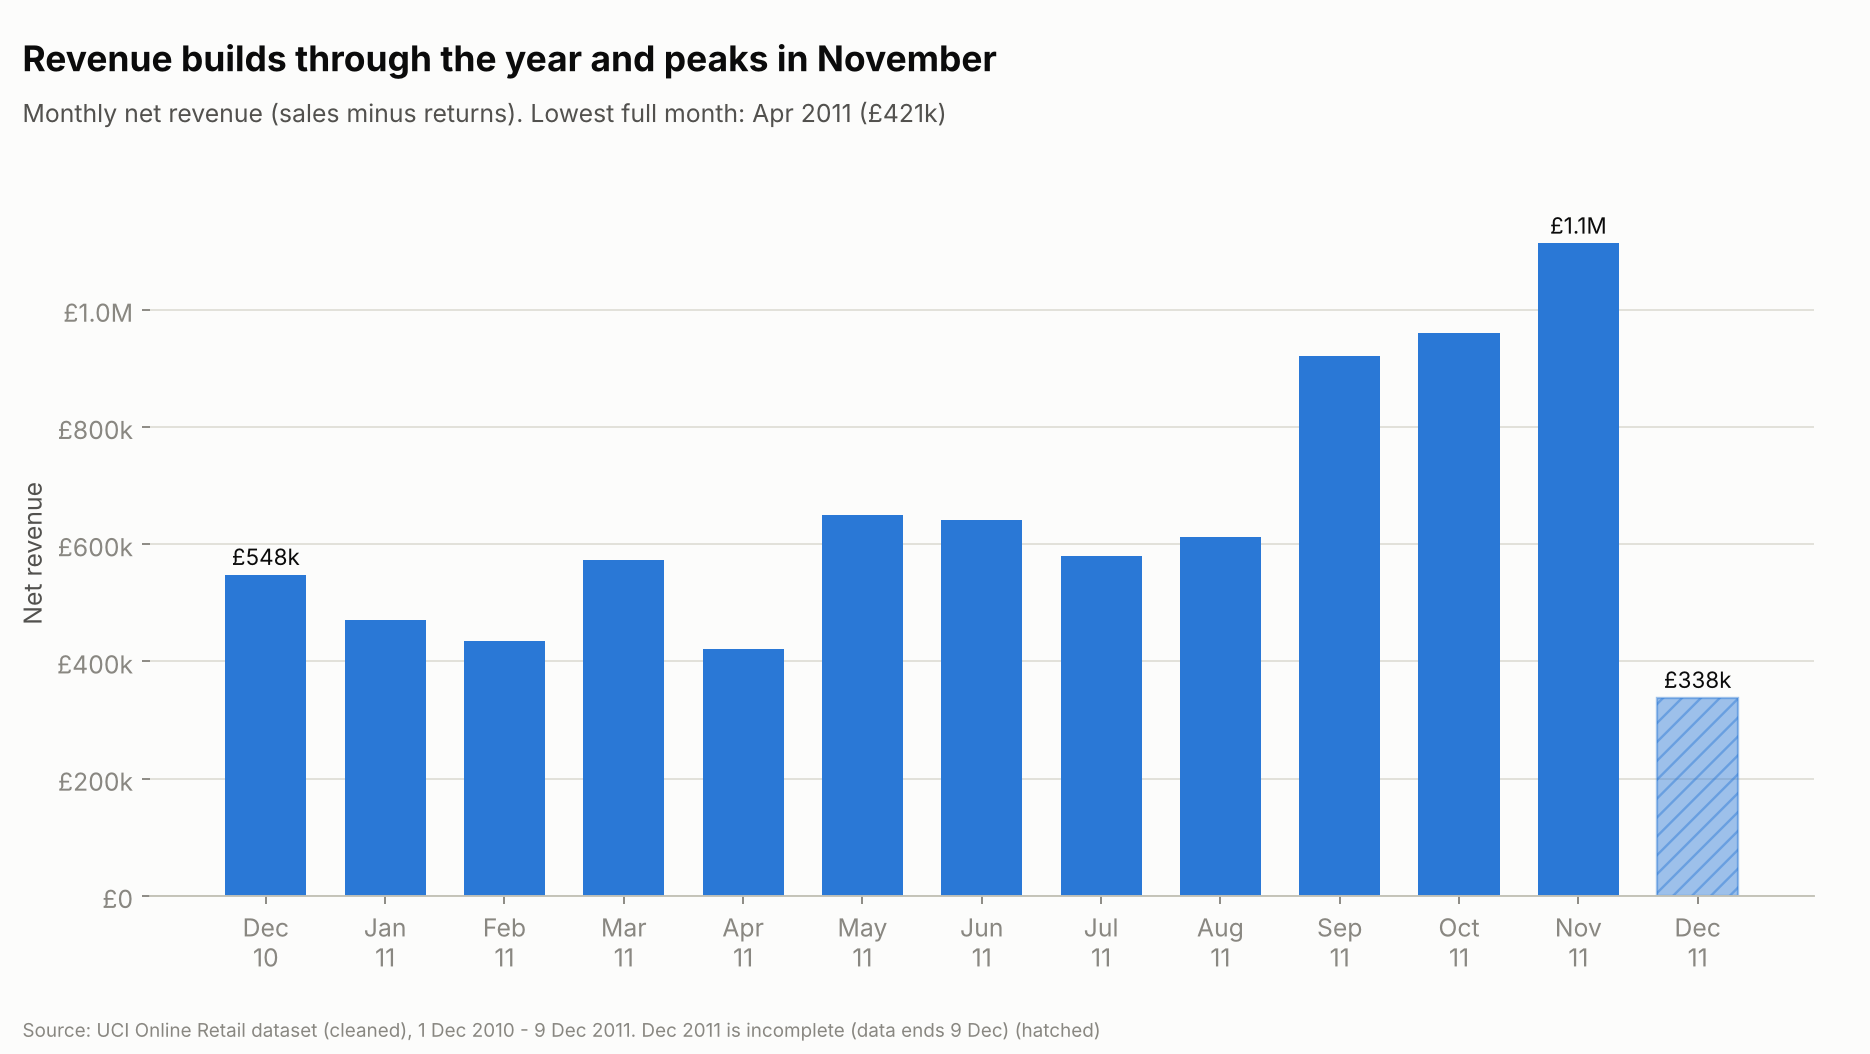 Revenue builds through the year and peaks in November
Monthly net revenue (sales minus returns). Lowest full month: Apr 2011 (£421k)
Net revenue
£1.0M
£800k
£600k
£400k
£200k
£0
£548k
£1.1M
£338k
Dec Jan Feb Mar Apr May Jun Jul Aug Sep Oct Nov Dec
10 11 11 11 11 11 11 11 11 11 11 11 11
Source: UCI Online Retail dataset (cleaned), 1 Dec 2010 - 9 Dec 2011. Dec 2011 is incomplete (data ends 9 Dec) (hatched)